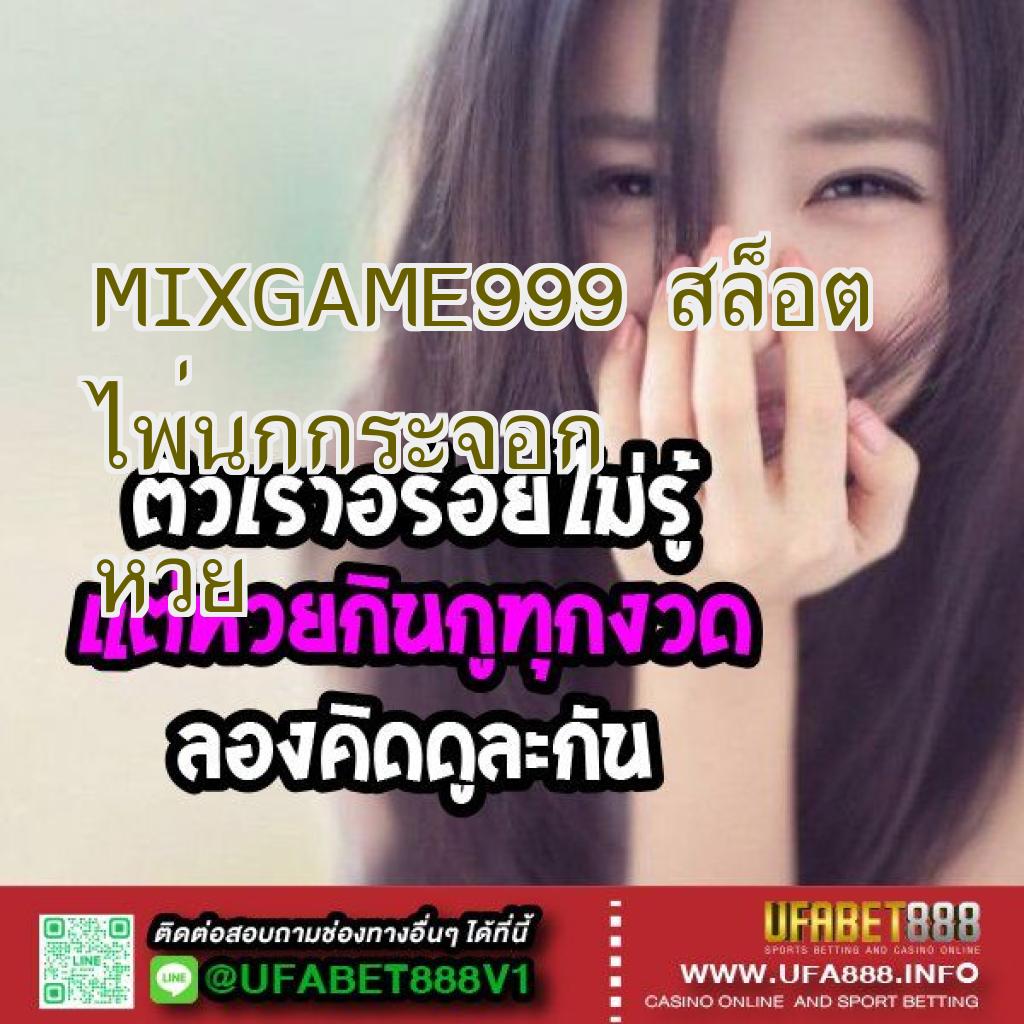 MIXGAME999 สล็อต
ไพ่นกกระจอก
ตัวเราอร่อยไม่รู้
หวย
แต่หวยกินกูทุกงวด
ลองคิดดูละกัน
LINE
ติดต่อสอบถามช่องทางอื่นๆ ได้ที่นี้
LINE @UFABET888V1
UFABET888
SPORTS BETTING AND CASINO ONLINE
WWW.UFA888.INFO
CASINO ONLINE AND SPORT BETTING